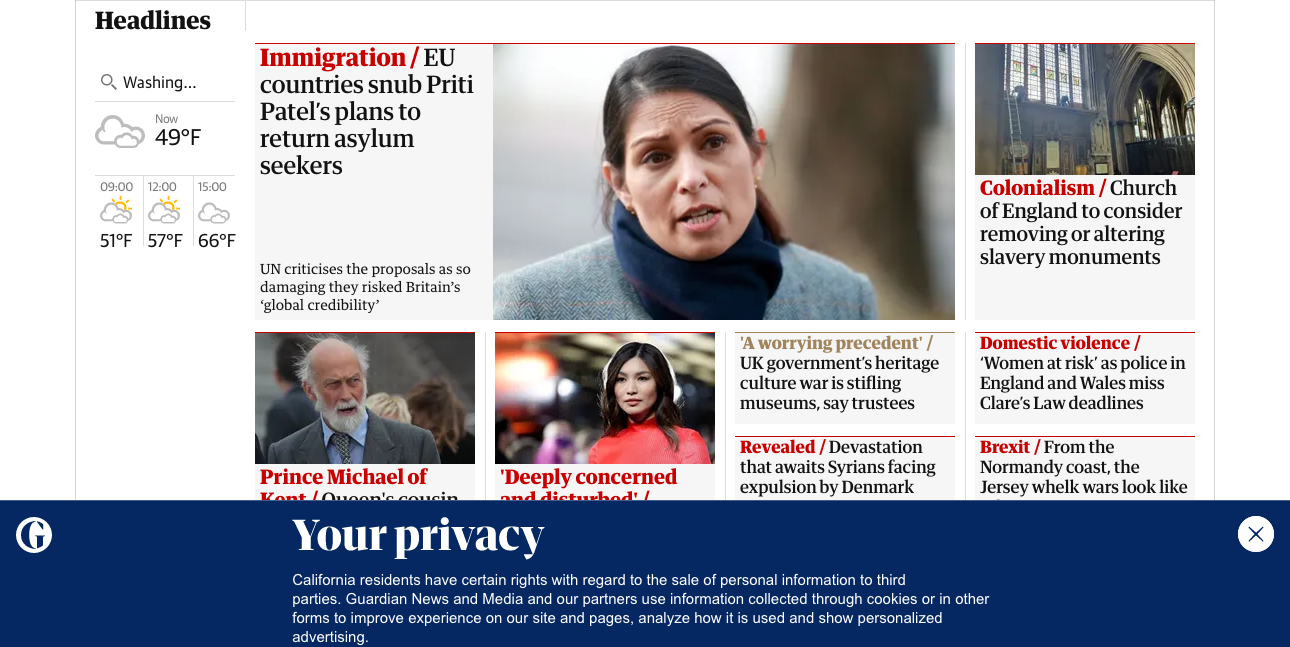 Headlines
Washing...
Now
49°F
09:00
12:00
15:00
51°F
57°F
66°F
Immigration / EU
countries snub Priti
Patel’s plans to
return asylum
seekers
UN criticises the proposals as so
damaging they risked Britain’s
‘global credibility’
Colonialism / Church
of England to consider
removing or altering
slavery monuments
Prince Michael of
Kent / Queen's cousin
'Deeply concerned
and disturbed' /
'A worrying precedent' /
UK government’s heritage
culture war is stifling
museums, say trustees
Revealed / Devastation
that awaits Syrians facing
expulsion by Denmark
Domestic violence /
‘Women at risk’ as police in
England and Wales miss
Clare’s Law deadlines
Brexit / From the
Normandy coast, the
Jersey whelk wars look like
G
Your privacy
California residents have certain rights with regard to the sale of personal information to third
parties. Guardian News and Media and our partners use information collected through cookies or in other
forms to improve experience on our site and pages, analyze how it is used and show personalized
advertising.